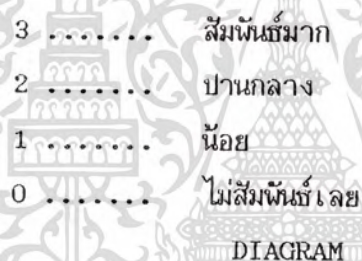 3 ....... สัมพันธ์มาก
2 ....... ปานกลาง
1 ....... น้อย
0 ....... ไม่สัมพันธ์เลย
DIAGRAM